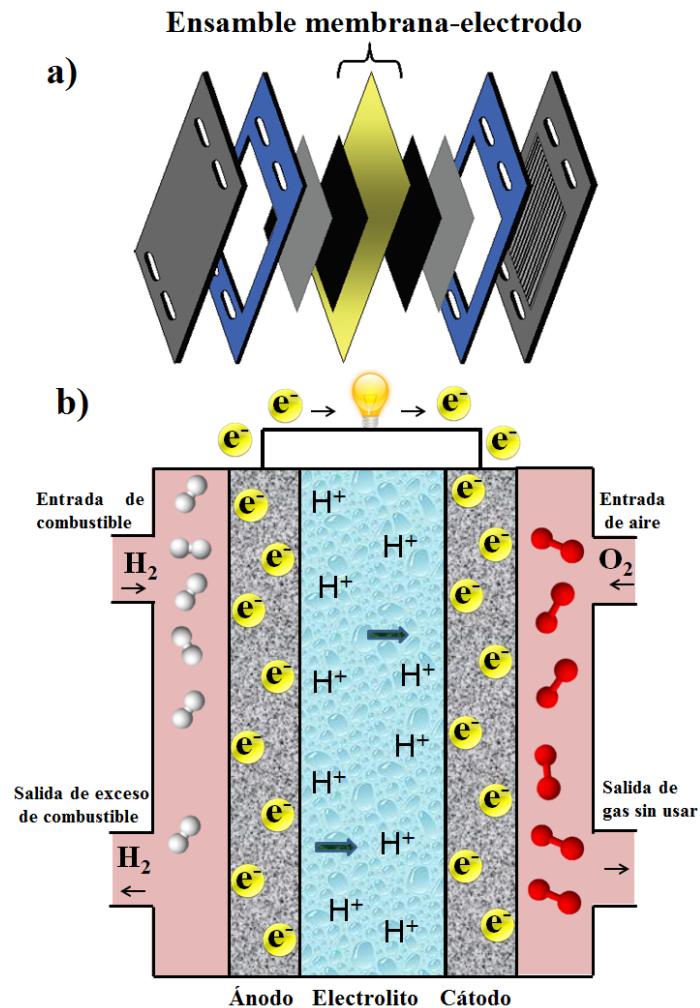 Ensamble membrana-electrodo
a)
b)
e⁻
e⁻
e⁻
e⁻
Entrada de
combustible
H₂
Entrada
de aire
O₂
e⁻
e⁻
e⁻
e⁻
e⁻
e⁻
e⁻
e⁻
H⁺
H⁺
H⁺
H⁺
H⁺
H⁺
H⁺
H⁺
H⁺
H⁺
e⁻
e⁻
e⁻
e⁻
e⁻
e⁻
e⁻
e⁻
Salida de exceso
de combustible
H₂
Salida de
gas sin usar
Ánodo Electrolito Cátodo